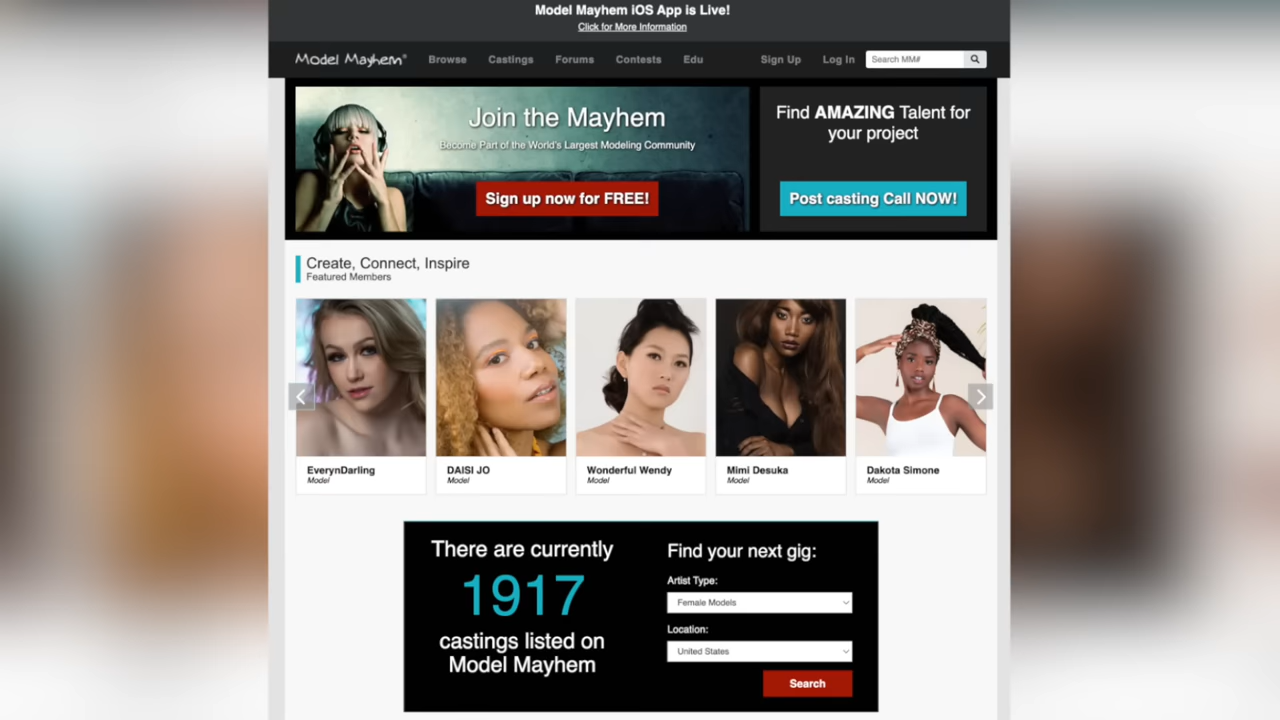 Model Mayhem iOS App is Live!
Click for More Information
Model Mayhem®
Browse
Castings
Forums
Contests
Edu
Sign Up
Log In
Search MM#
Join the Mayhem
Become Part of the World's Largest Modeling Community
Sign up now for FREE!
Find AMAZING Talent for
your project
Post casting Call NOW!
Create, Connect, Inspire
Featured Members
EverynDarling
Model
DAISI JO
Model
Wonderful Wendy
Model
Mimi Desuka
Model
Dakota Simone
Model
There are currently
1917
castings listed on
Model Mayhem
Find your next gig:
Artist Type:
Female Models
Location:
United States
Search